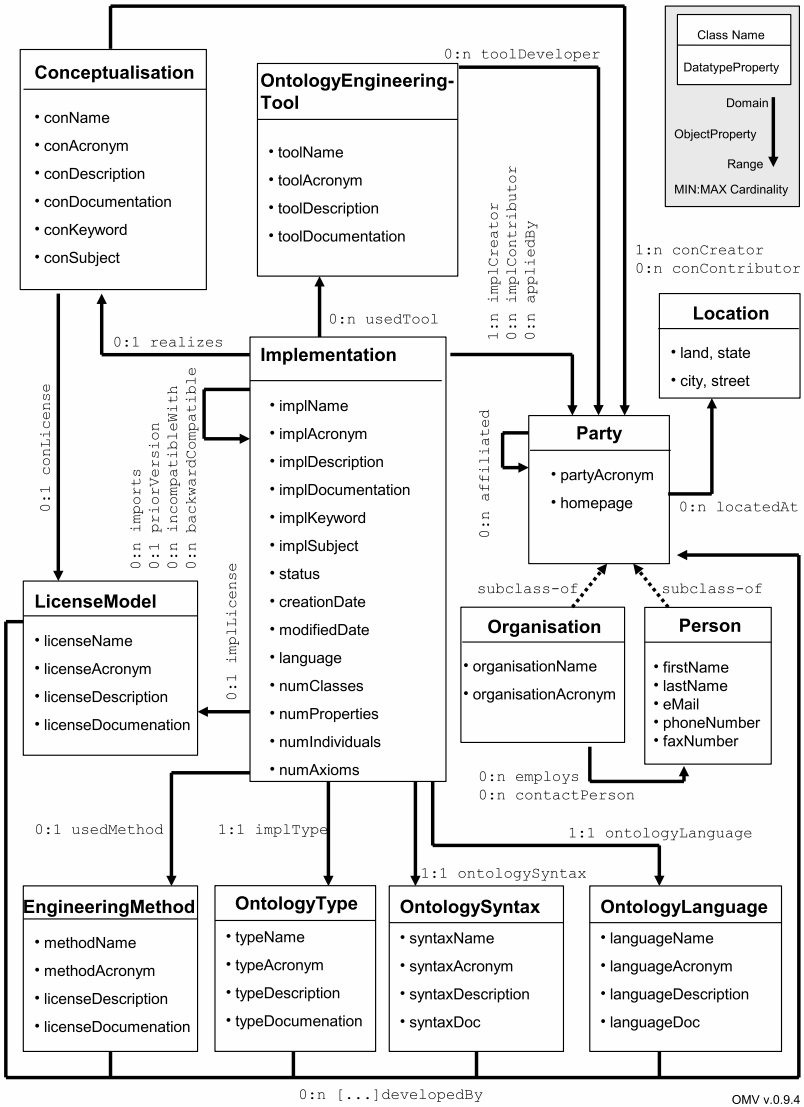 Class Name
DatatypeProperty
Domain
ObjectProperty
Range
MIN:MAX Cardinality
Conceptualisation
• conName
• conAcronym
• conDescription
• conDocumentation
• conKeyword
• conSubject
OntologyEngineering-
Tool
• toolName
• toolAcronym
• toolDescription
• toolDocumentation
0:n toolDeveloper
1:n implCreator
0:n implContributor
0:n appliedBy
1:n conCreator
0:n conContributor
Location
• land, state
• city, street
0:n usedTool
0:1 realizes
0:1 conLicense
Implementation
• implName
• implAcronym
• implDescription
• implDocumentation
• implKeyword
• implSubject
• status
• creationDate
• modifiedDate
• language
• numClasses
• numProperties
• numIndividuals
• numAxioms
0:n imports
0:1 priorVersion
0:n incompatibleWith
0:n backwardCompatible
0:n affiliated
Party
• partyAcronym
• homepage
0:n locatedAt
subclass-of
subclass-of
LicenseModel
• licenseName
• licenseAcronym
• licenseDescription
• licenseDocumenation
0:1 implLicense
Organisation
• organisationName
• organisationAcronym
Person
• firstName
• lastName
• eMail
• phoneNumber
• faxNumber
0:n employs
0:n contactPerson
0:1 usedMethod
1:1 implType
1:1 ontologySyntax
1:1 ontologyLanguage
EngineeringMethod
• methodName
• methodAcronym
• licenseDescription
• licenseDocumenation
OntologyType
• typeName
• typeAcronym
• typeDescription
• typeDocumenation
OntologySyntax
• syntaxName
• syntaxAcronym
• syntaxDescription
• syntaxDoc
OntologyLanguage
• languageName
• languageAcronym
• languageDescription
• languageDoc
0:n [...]developedBy
OMV v.0.9.4